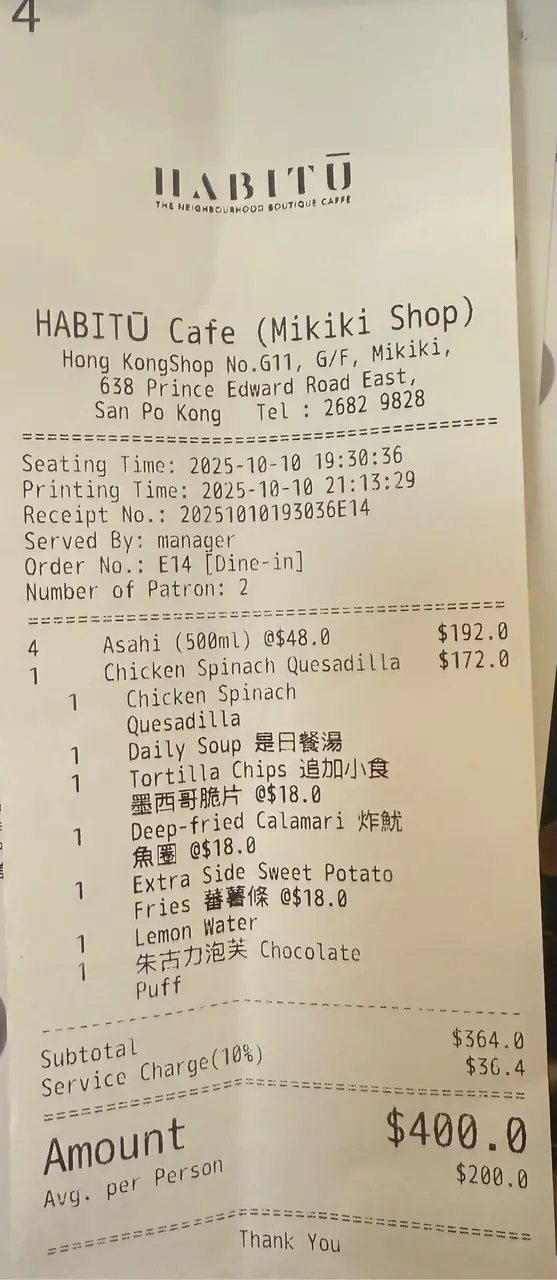 4
HABITŪ
THE NEIGHBOURHOOD BOUTIQUE CAFFE
HABITŪ Cafe (Mikiki Shop)
Hong KongShop No.G11, G/F, Mikiki,
638 Prince Edward Road East,
San Po Kong Tel : 2682 9828
Seating Time: 2025-10-10 19:30:36
Printing Time: 2025-10-10 21:13:29
Receipt No.: 20251010193036E14
Served By: manager
Order No.: E14 [Dine-in]
Number of Patron: 2
4 Asahi (500ml) @$48.0 $192.0
1 Chicken Spinach Quesadilla $172.0
1 Chicken Spinach
Quesadilla
1 Daily Soup 是日餐湯
1 Tortilla Chips 追加小食
墨西哥脆片 @$18.0
1 Deep-fried Calamari 炸魷
魚圈 @$18.0
1 Extra Side Sweet Potato
Fries 蕃薯條 @$18.0
1 Lemon Water
1 朱古力泡芙 Chocolate
Puff
Subtotal $364.0
Service Charge(10%) $36.4
Amount $400.0
Avg. per Person $200.0
Thank You